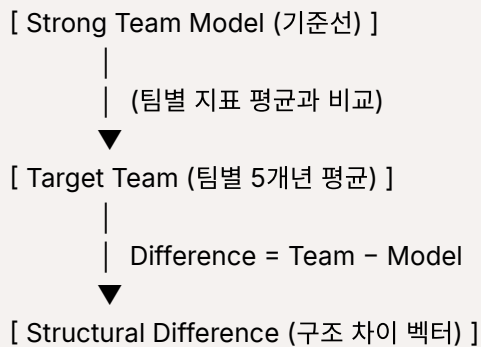 [ Strong Team Model (기준선) ]
(팀별 지표 평균과 비교)
[ Target Team (팀별 5개년 평균) ]
Difference = Team − Model
[ Structural Difference (구조 차이 벡터) ]